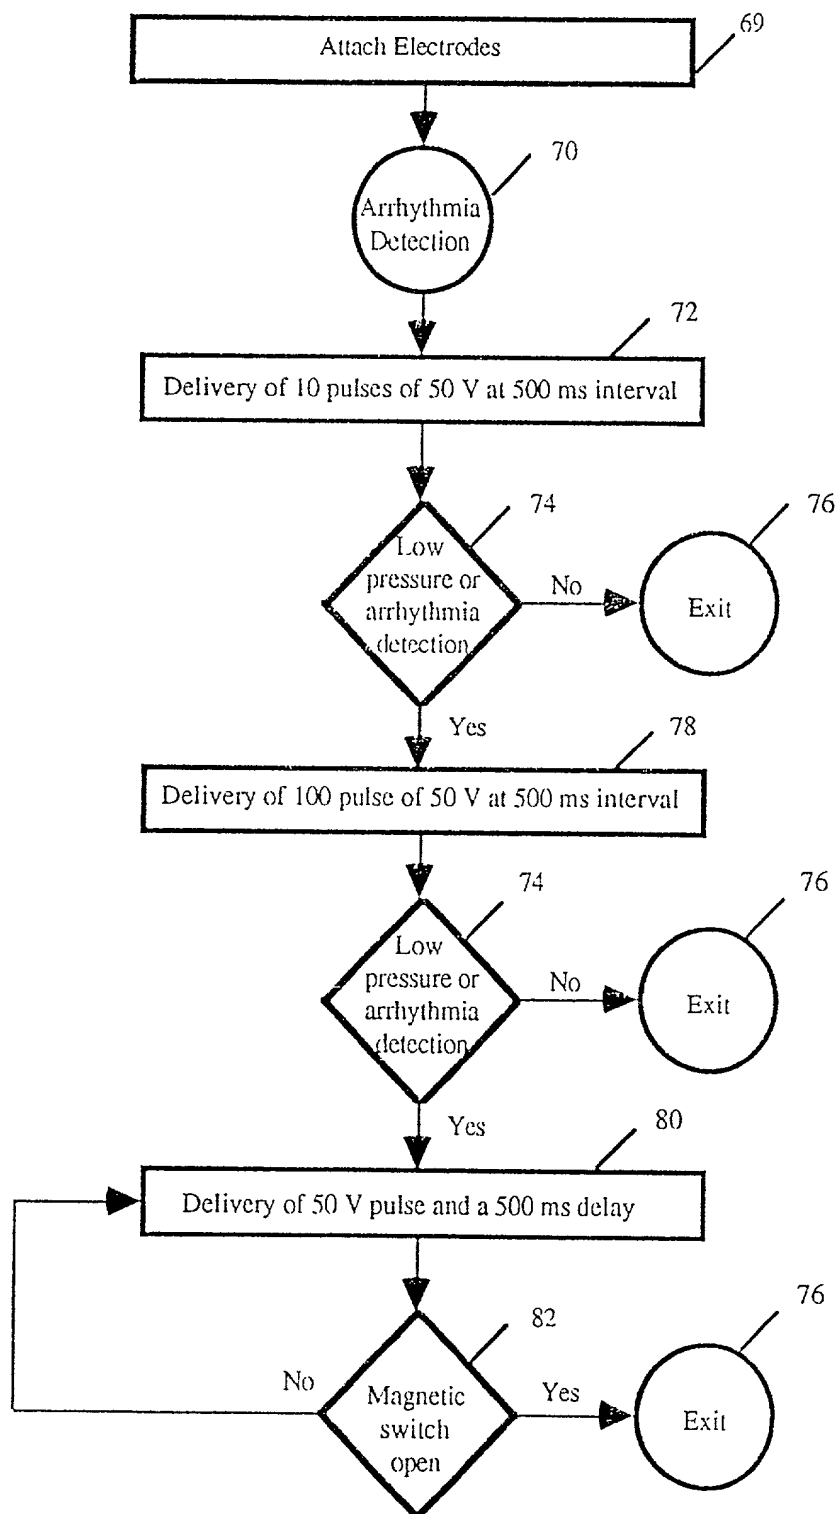 69
Attach Electrodes
70
Arrhythmia
Detection
72
Delivery of 10 pulses of 50 V at 500 ms interval
74
76
Low
pressure or
arrhythmia
detection
No
Exit
Yes
78
Delivery of 100 pulse of 50 V at 500 ms interval
74
76
Low
pressure or
arrhythmia
detection
No
Exit
Yes
80
Delivery of 50 V pulse and a 500 ms delay
76
82
No
Magnetic
switch
open
Yes
Exit